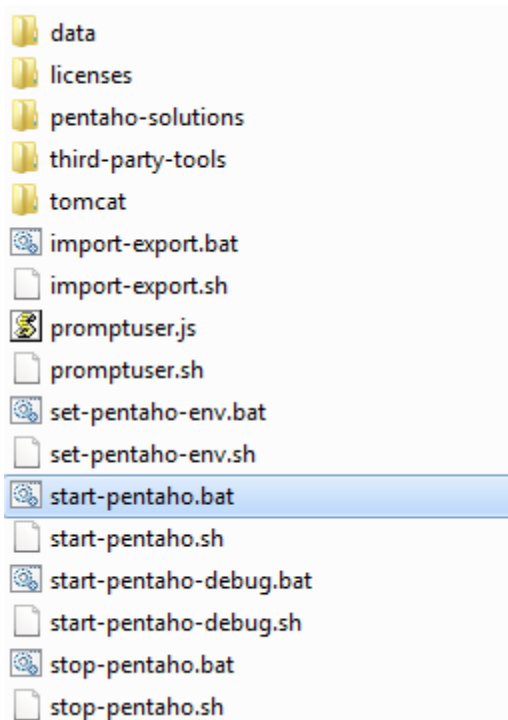 data
licenses
pentaho-solutions
third-party-tools
tomcat
import-export.bat
import-export.sh
promptuser.js
promptuser.sh
set-pentaho-env.bat
set-pentaho-env.sh
start-pentaho.bat
start-pentaho.sh
start-pentaho-debug.bat
start-pentaho-debug.sh
stop-pentaho.bat
stop-pentaho.sh